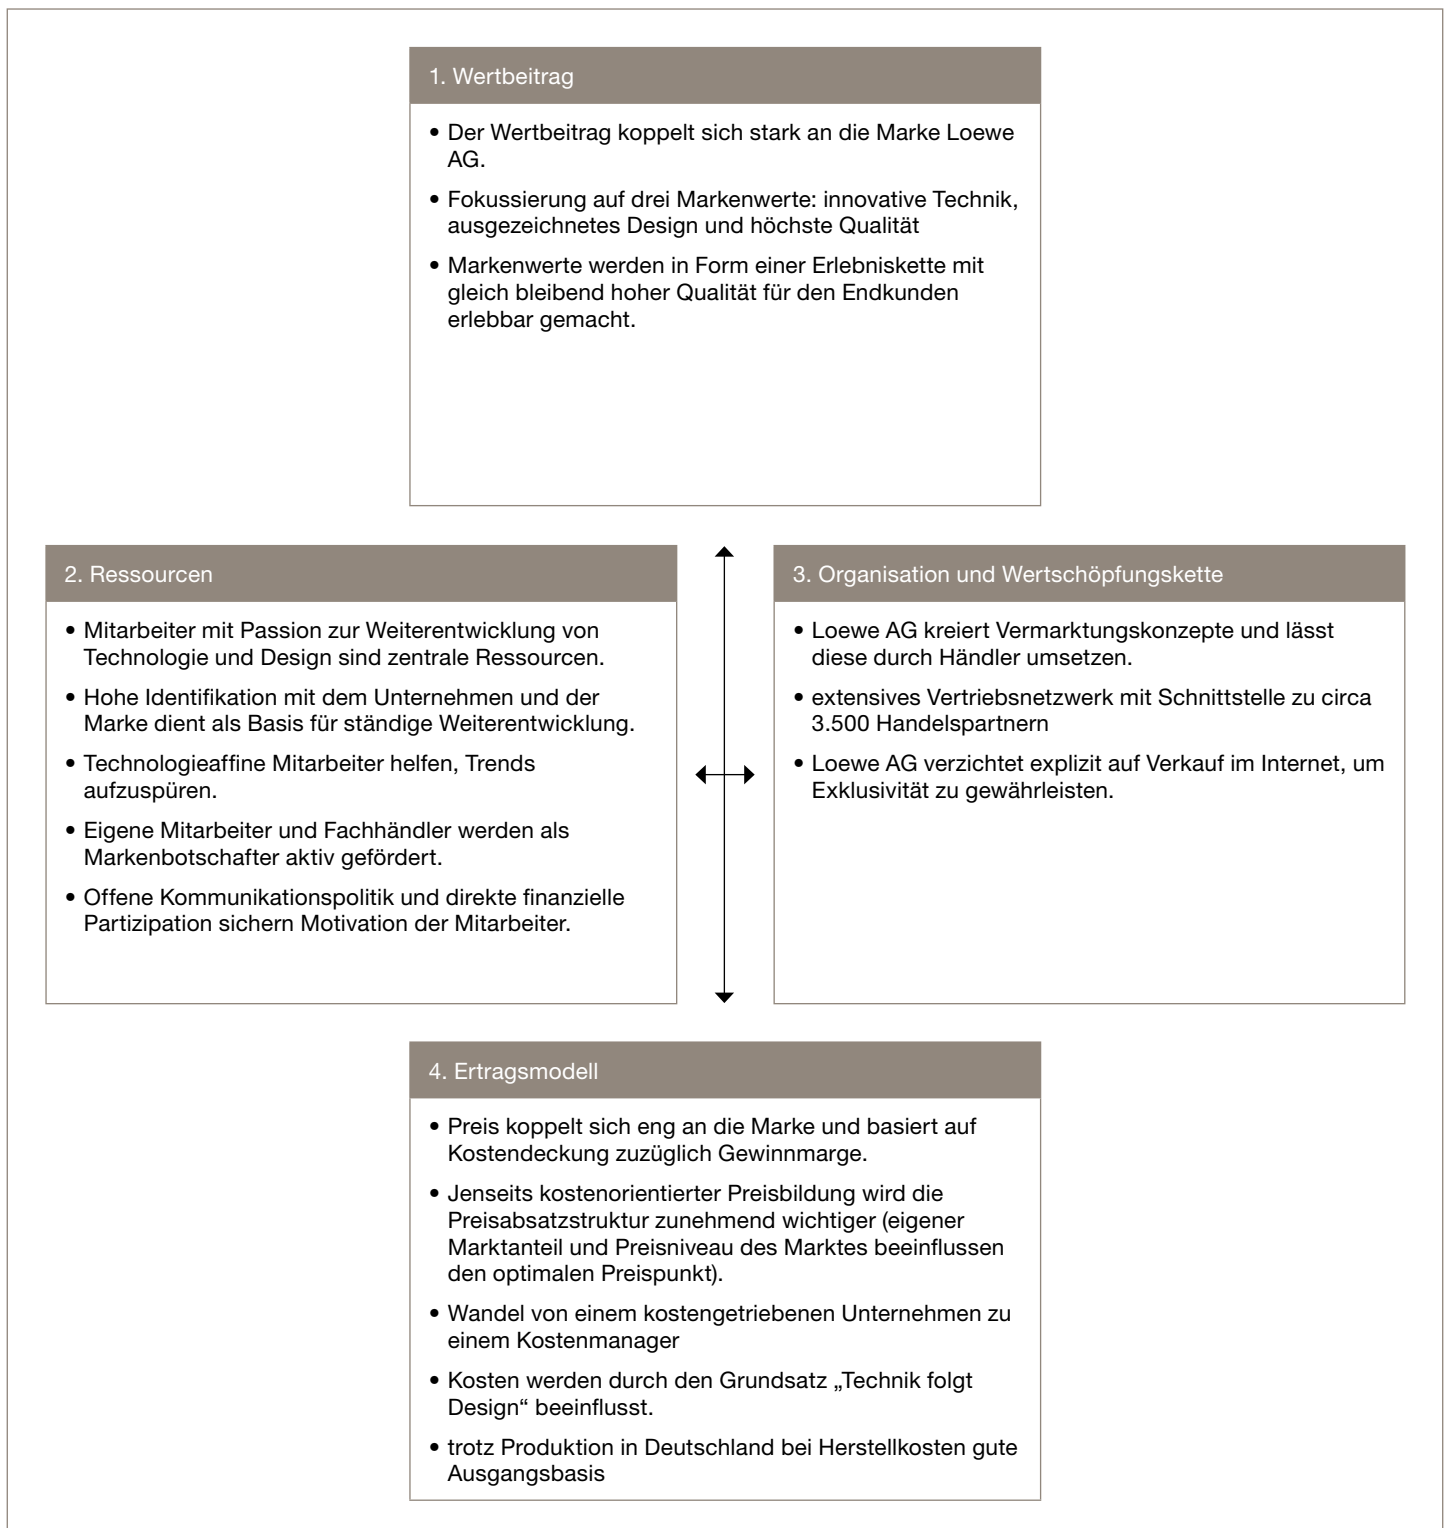 1. Wertbeitrag
• Der Wertbeitrag koppelt sich stark an die Marke Loewe
AG.
• Fokussierung auf drei Markenwerte: innovative Technik,
ausgezeichnetes Design und höchste Qualität
• Markenwerte werden in Form einer Erlebniskette mit
gleich bleibend hoher Qualität für den Endkunden
erlebbar gemacht.
2. Ressourcen
• Mitarbeiter mit Passion zur Weiterentwicklung von
Technologie und Design sind zentrale Ressourcen.
• Hohe Identifikation mit dem Unternehmen und der
Marke dient als Basis für ständige Weiterentwicklung.
• Technologieaffine Mitarbeiter helfen, Trends
aufzuspüren.
• Eigene Mitarbeiter und Fachhändler werden als
Markenbotschafter aktiv gefördert.
• Offene Kommunikationspolitik und direkte finanzielle
Partizipation sichern Motivation der Mitarbeiter.
3. Organisation und Wertschöpfungskette
• Loewe AG kreiert Vermarktungskonzepte und lässt
diese durch Händler umsetzen.
• extensives Vertriebsnetzwerk mit Schnittstelle zu circa
3.500 Handelspartnern
• Loewe AG verzichtet explizit auf Verkauf im Internet, um
Exklusivität zu gewährleisten.
4. Ertragsmodell
• Preis koppelt sich eng an die Marke und basiert auf
Kostendeckung zuzüglich Gewinnmarge.
• Jenseits kostenorientierter Preisbildung wird die
Preisabsatzstruktur zunehmend wichtiger (eigener
Marktanteil und Preisniveau des Marktes beeinflussen
den optimalen Preispunkt).
• Wandel von einem kostengetriebenen Unternehmen zu
einem Kostenmanager
• Kosten werden durch den Grundsatz „Technik folgt
Design“ beeinflusst.
• trotz Produktion in Deutschland bei Herstellkosten gute
Ausgangsbasis